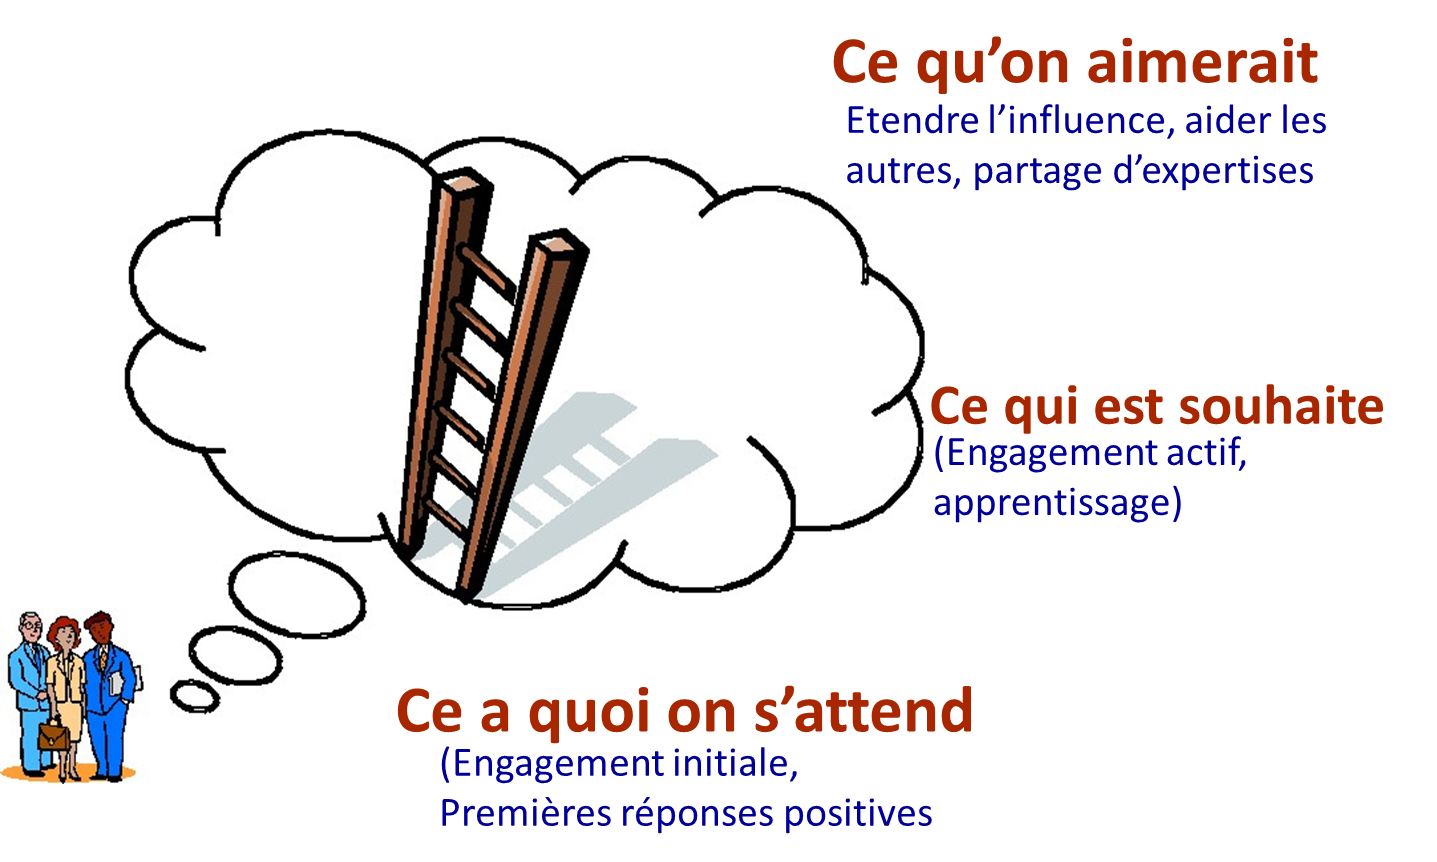 Ce qu’on aimerait
Etendre l’influence, aider les
autres, partage d’expertises
Ce qui est souhaite
(Engagement actif,
apprentissage)
Ce a quoi on s’attend
(Engagement initiale,
Premières réponses positives